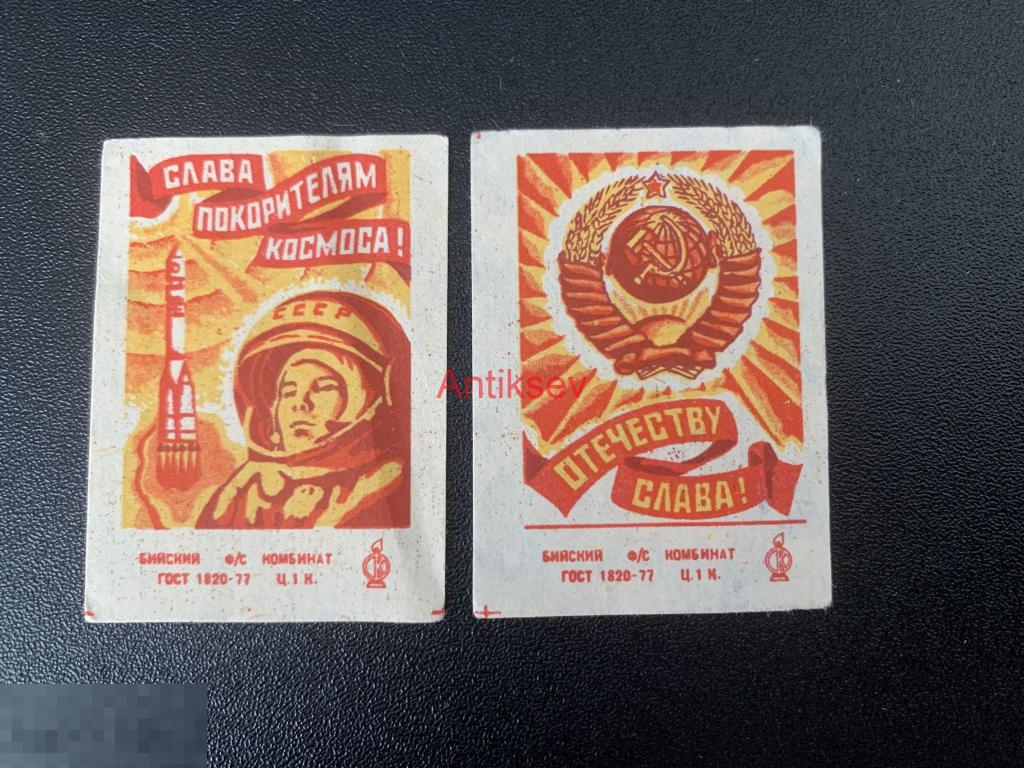 СЛАВА
ПОКОРИТЕЛЯМ
КОСМОСА!
СССР
БИЙСКИЙ Ф/С КОМБИНАТ
ГОСТ 1820-77 Ц.1 К.
ОТЕЧЕСТВУ
СЛАВА!
БИЙСКИЙ Ф/С КОМБИНАТ
ГОСТ 1820-77 Ц.1 К.
Antiksev